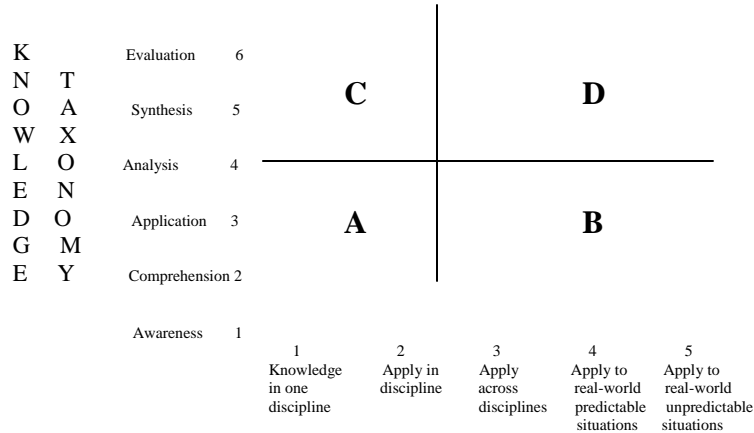 KNOWLEDGE
TAXONOMY
Evaluation 6
Synthesis 5
Analysis 4
Application 3
Comprehension 2
Awareness 1
C
D
A
B
1
Knowledge
in one
discipline
2
Apply in
discipline
3
Apply
across
disciplines
4
Apply to
real-world
predictable
situations
5
Apply to
real-world
unpredictable
situations